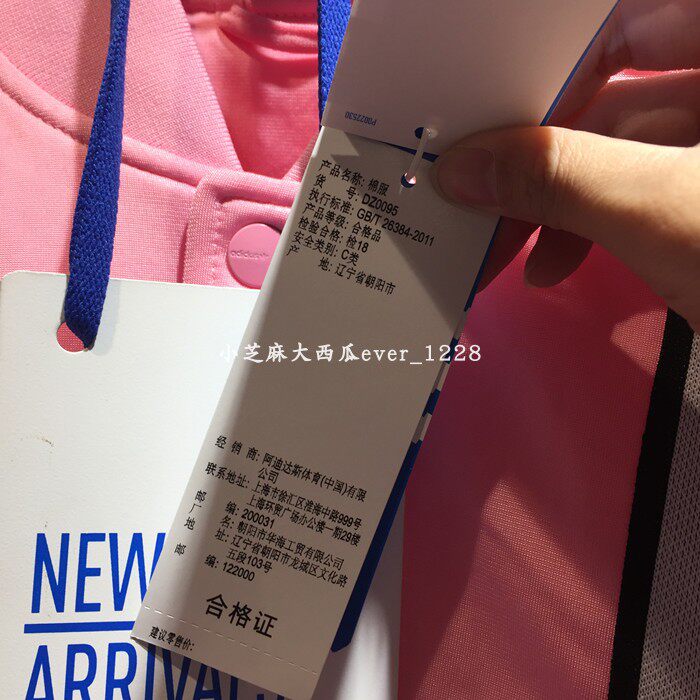 P0022530
产品名称: 棉服
货 号: DZ0095
执行标准: GB/T 26384-2011
产品等级: 合格品
检验合格: 检18
安全类别: C类
产 地: 辽宁省朝阳市
adidas
小芝麻大西瓜ever_1228
经 销 商: 阿迪达斯体育(中国)有限
公司
联系地址: 上海市徐汇区淮海中路999号
上海环贸广场办公楼一期29楼
邮 编: 200031
厂 名: 朝阳市华海工贸有限公司
地 址: 辽宁省朝阳市龙城区文化路
五段103号
邮 编: 122000
合格证
建议零售价:
NEW
ARRIVAL